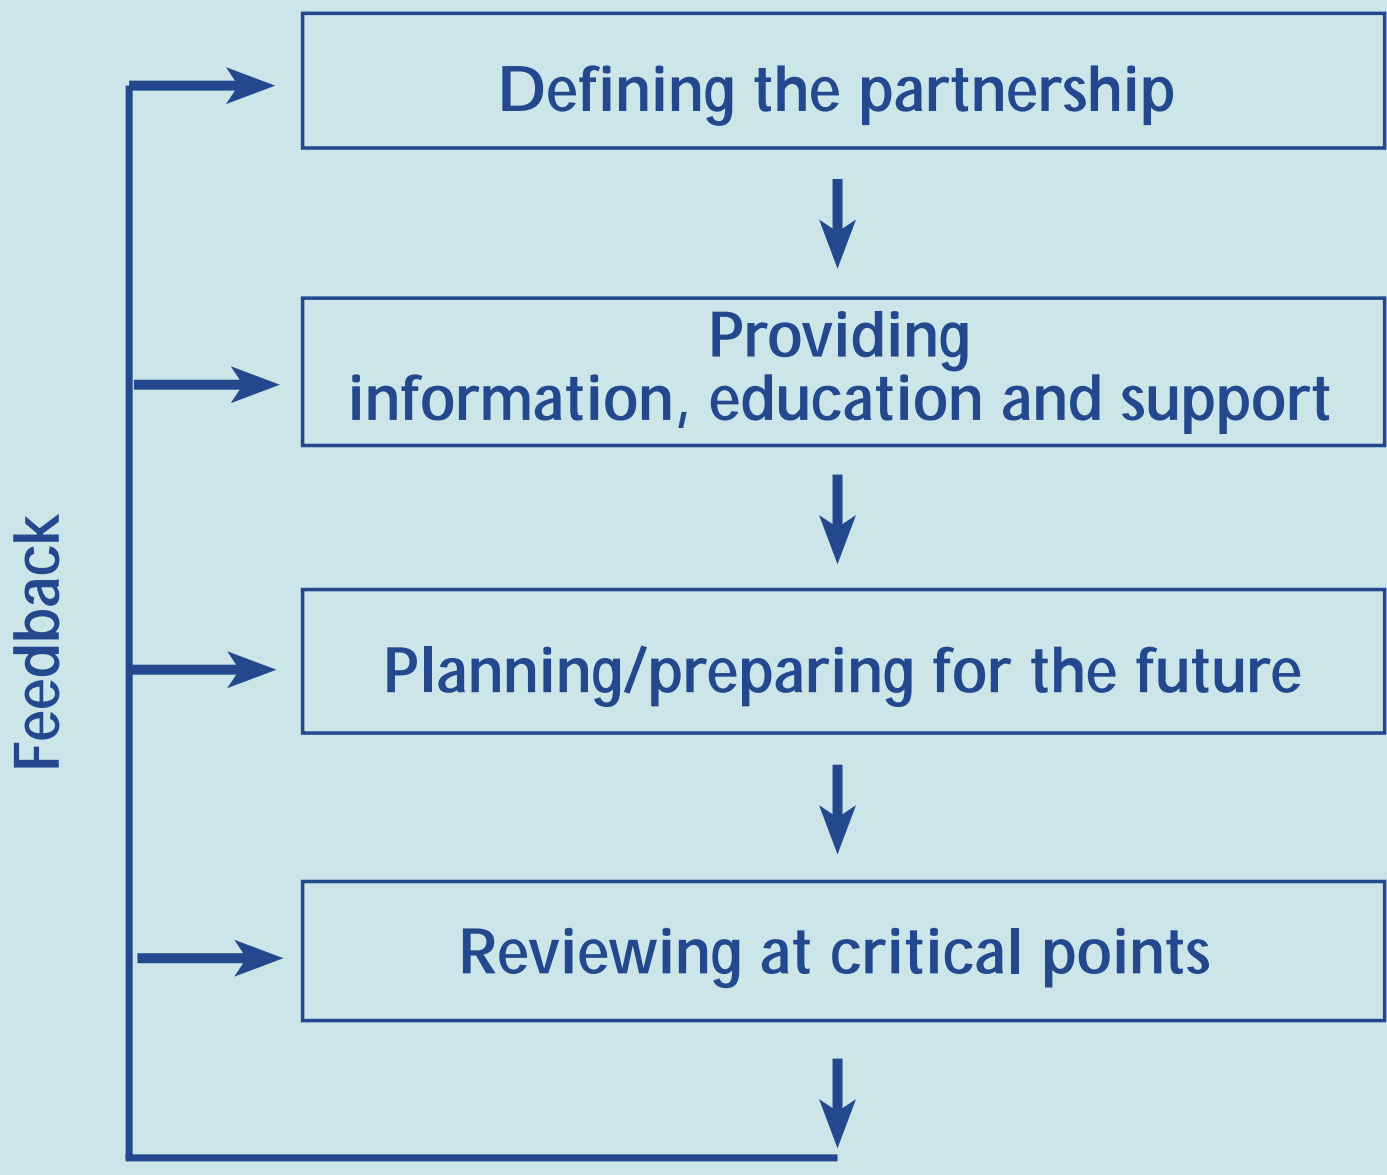 Defining the partnership
Providing
information, education and support
Planning/preparing for the future
Reviewing at critical points
Feedback